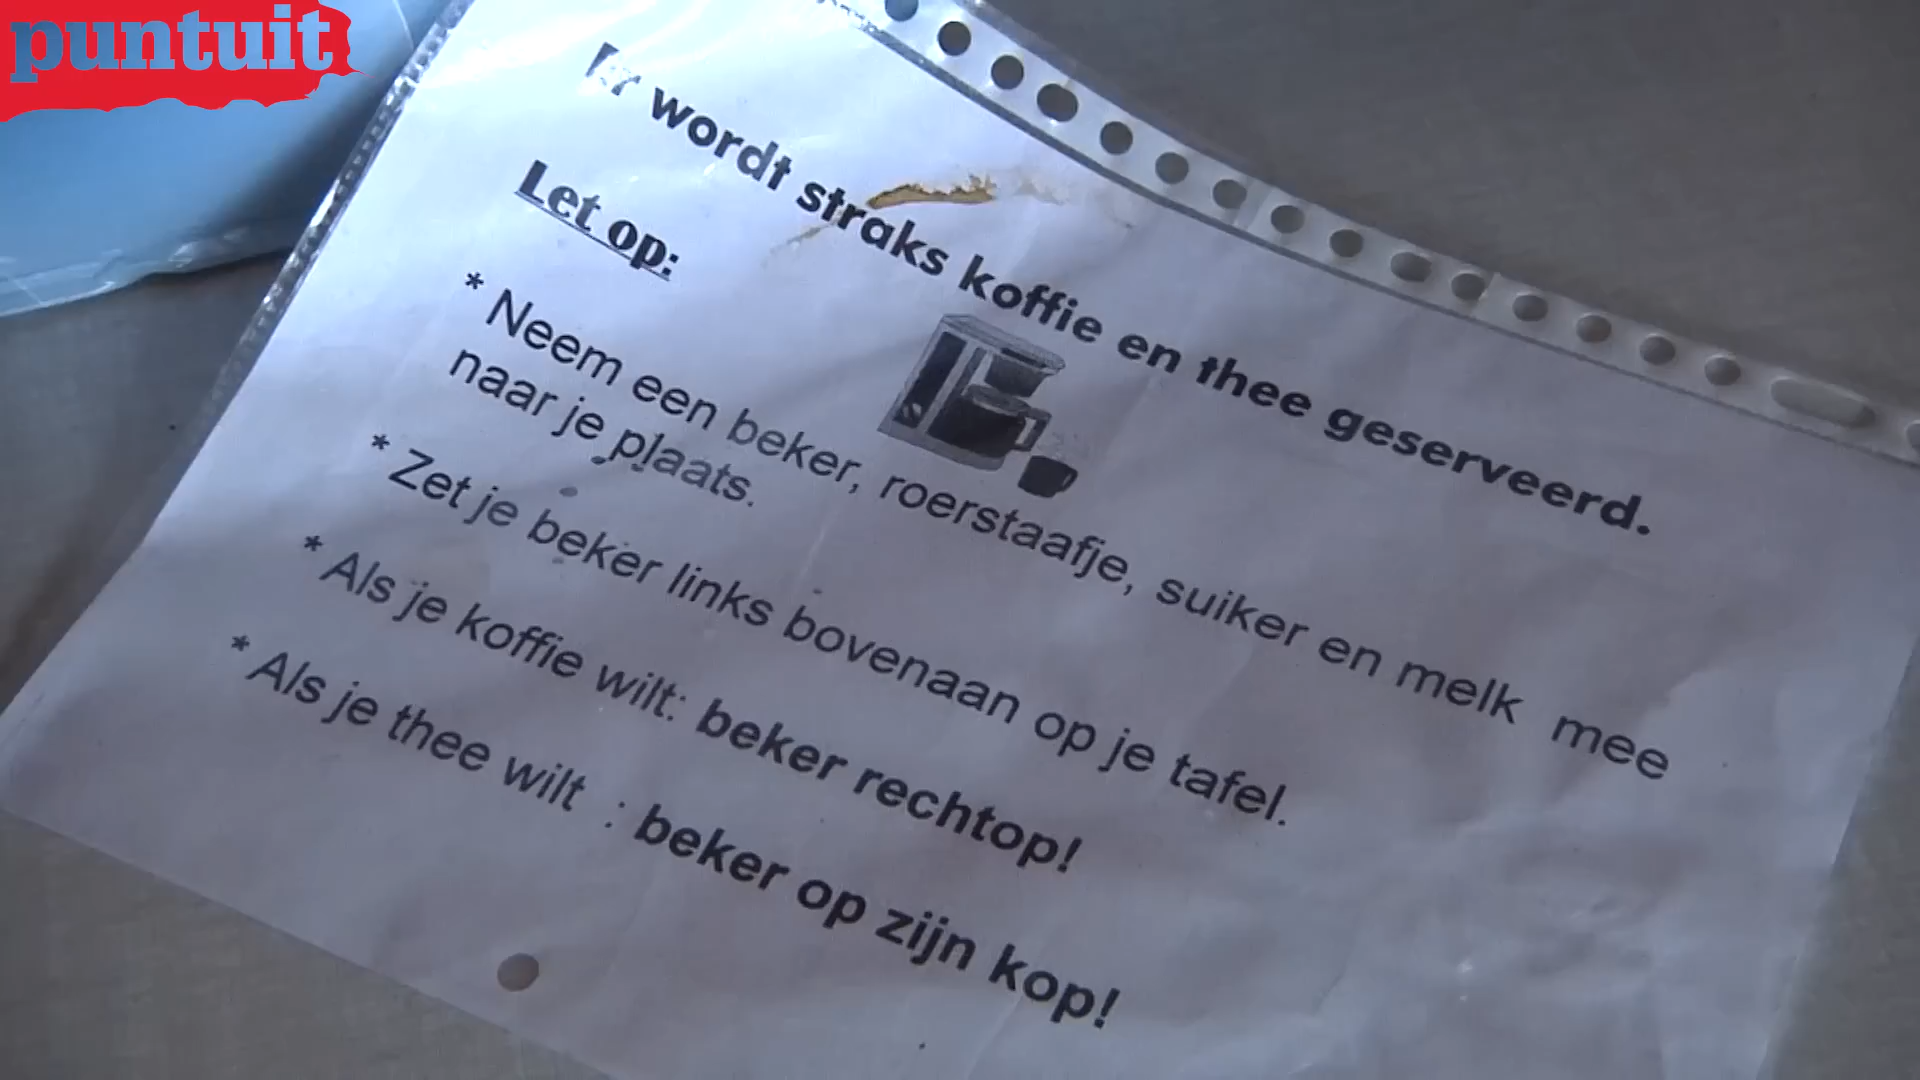 puntuit
Er wordt straks koffie en thee geserveerd.
Let op:
* Neem een beker, roerstaafje, suiker en melk mee
naar je plaats.
* Zet je beker links bovenaan op je tafel.
* Als je koffie wilt: beker rechtop!
* Als je thee wilt : beker op zijn kop!